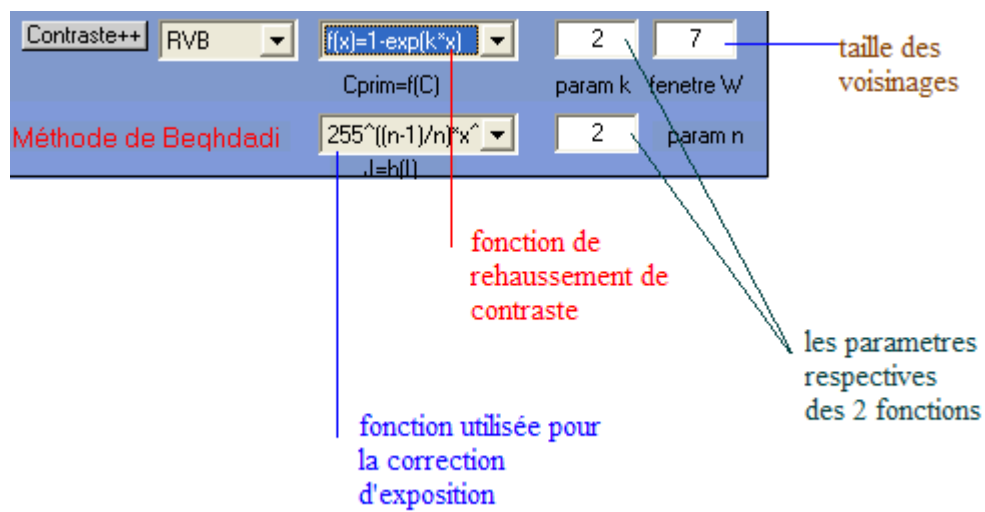 Contraste++ RVB f(x)=1-exp(k*x) 2 7
Cprim=f(C) param k fenetre W
Méthode de Beqhdadi 255^((n-1)/n)*x^ 2 param n
J=h(I)
taille des
voisinages
fonction de
rehaussement de
contraste
les parametres
respectives
des 2 fonctions
fonction utilisée pour
la correction
d'exposition